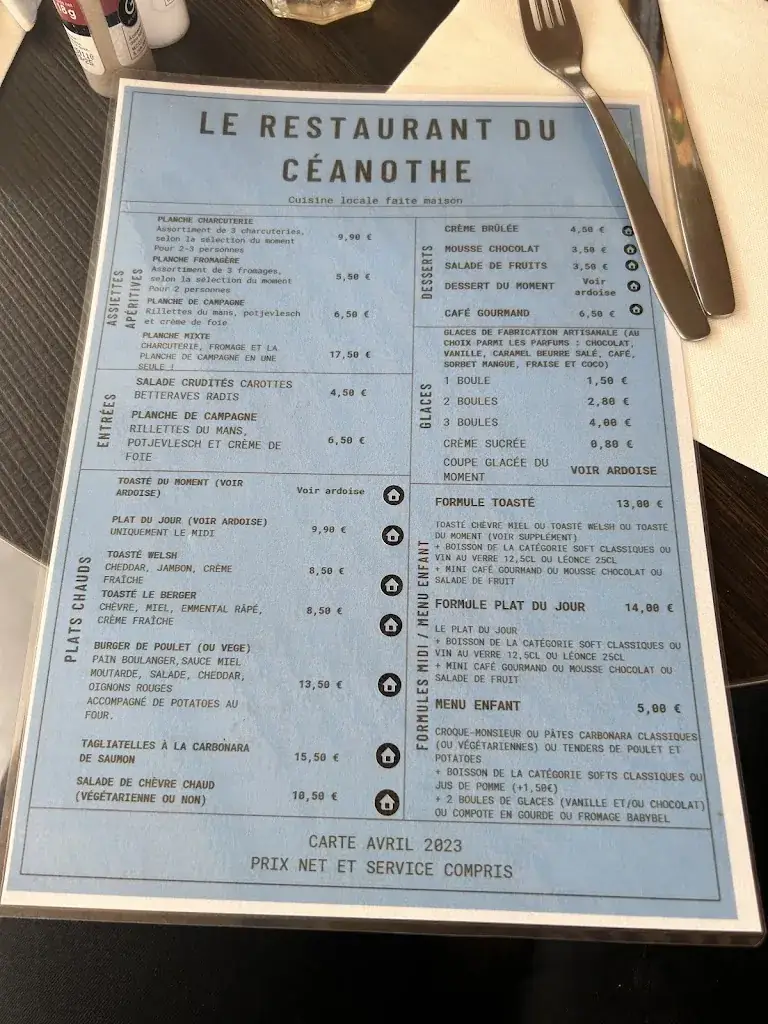 8g
LE RESTAURANT DU
CÉANOTHE
Cuisine locale faite maison
ASSIETTES
APÉRITIVES
PLANCHE CHARCUTERIE
Assortiment de 3 charcuteries,
selon la sélection du moment 9,90 €
Pour 2-3 personnes
PLANCHE FROMAGÈRE
Assortiment de 3 fromages,
selon la sélection du moment 5,50 €
Pour 2 personnes
PLANCHE DE CAMPAGNE
Rillettes du mans, potjevlesch 6,50 €
et crème de foie
PLANCHE MIXTE
CHARCUTERIE, FROMAGE ET LA
PLANCHE DE CAMPAGNE EN UNE 17,50 €
SEULE !
ENTRÉES
SALADE CRUDITÉS CAROTTES
BETTERAVES RADIS 4,50 €
PLANCHE DE CAMPAGNE
RILLETTES DU MANS,
POTJEVLESCH ET CRÈME DE 6,50 €
FOIE
PLATS CHAUDS
TOASTÉ DU MOMENT (VOIR
ARDOISE) Voir ardoise
PLAT DU JOUR (VOIR ARDOISE)
UNIQUEMENT LE MIDI 9,90 €
TOASTÉ WELSH
CHEDDAR, JAMBON, CRÈME 8,50 €
FRAÎCHE
TOASTÉ LE BERGER
CHÈVRE, MIEL, EMMENTAL RÂPÉ, 8,50 €
CRÈME FRAÎCHE
BURGER DE POULET (OU VEGE)
PAIN BOULANGER,SAUCE MIEL
MOUTARDE, SALADE, CHEDDAR,
OIGNONS ROUGES 13,50 €
ACCOMPAGNÉ DE POTATOES AU
FOUR.
TAGLIATELLES À LA CARBONARA
DE SAUMON 15,50 €
SALADE DE CHÈVRE CHAUD
(VÉGÉTARIENNE OU NON) 10,50 €
DESSERTS
CRÈME BRÛLÉE 4,50 €
MOUSSE CHOCOLAT 3,50 €
SALADE DE FRUITS 3,50 €
DESSERT DU MOMENT Voir
ardoise
CAFÉ GOURMAND 6,50 €
GLACES
GLACES DE FABRICATION ARTISANALE (AU
CHOIX PARMI LES PARFUMS : CHOCOLAT,
VANILLE, CARAMEL BEURRE SALÉ, CAFÉ,
SORBET MANGUE, FRAISE ET COCO)
1 BOULE 1,50 €
2 BOULES 2,80 €
3 BOULES 4,00 €
CRÈME SUCRÉE 0,80 €
COUPE GLACÉE DU
MOMENT VOIR ARDOISE
FORMULES MIDI / MENU ENFANT
FORMULE TOASTÉ 13,00 €
TOASTÉ CHÈVRE MIEL OU TOASTÉ WELSH OU TOASTÉ
DU MOMENT (VOIR SUPPLÉMENT)
+ BOISSON DE LA CATÉGORIE SOFT CLASSIQUES OU
VIN AU VERRE 12,5CL OU LÉONCE 25CL
+ MINI CAFÉ GOURMAND OU MOUSSE CHOCOLAT OU
SALADE DE FRUIT
FORMULE PLAT DU JOUR 14,00 €
LE PLAT DU JOUR
+ BOISSON DE LA CATÉGORIE SOFT CLASSIQUES OU
VIN AU VERRE 12,5CL OU LÉONCE 25CL
+ MINI CAFÉ GOURMAND OU MOUSSE CHOCOLAT OU
SALADE DE FRUIT
MENU ENFANT 5,00 €
CROQUE-MONSIEUR OU PÂTES CARBONARA CLASSIQUES
(OU VÉGÉTARIENNES) OU TENDERS DE POULET ET
POTATOES
+ BOISSON DE LA CATÉGORIE SOFTS CLASSIQUES OU
JUS DE POMME (+1,50€)
+ 2 BOULES DE GLACES (VANILLE ET/OU CHOCOLAT)
OU COMPOTE EN GOURDE OU FROMAGE BABYBEL
CARTE AVRIL 2023
PRIX NET ET SERVICE COMPRIS